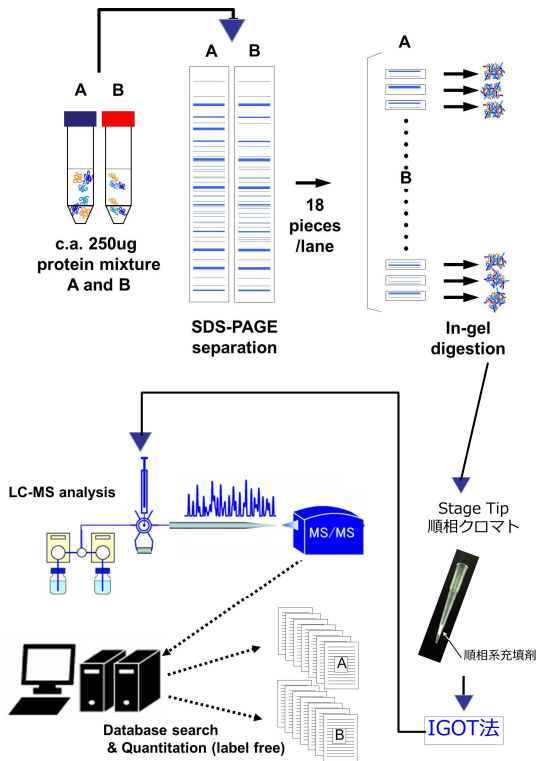 A
B
A
B
c.a. 250ug
protein mixture
A and B
SDS-PAGE
separation
18
pieces
/lane
A
B
In-gel
digestion
Stage Tip
順相クロマト
順相系充填剤
IGOT法
LC-MS analysis
MS/MS
A
B
Database search
& Quantitation (label free)